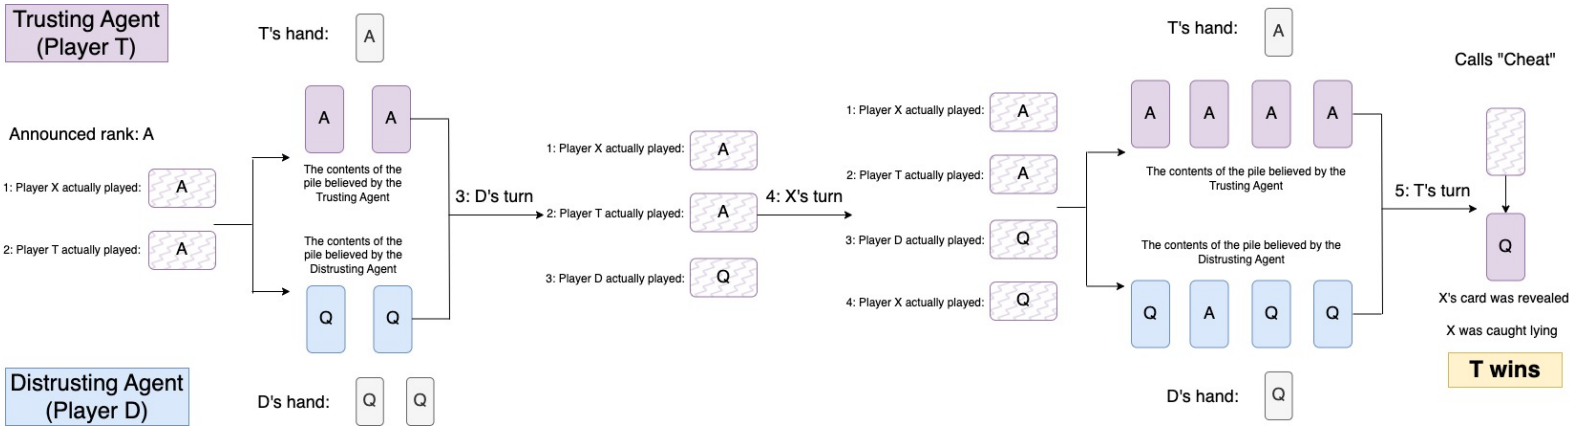 Trusting Agent
(Player T)
T's hand:
A
Announced rank: A
1: Player X actually played:
A
2: Player T actually played:
A
A
A
The contents of the
pile believed by the
Trusting Agent
The contents of the
pile believed by the
Distrusting Agent
Q
Q
Distrusting Agent
(Player D)
D's hand:
Q
Q
3: D's turn
1: Player X actually played:
A
2: Player T actually played:
A
3: Player D actually played:
Q
4: X's turn
1: Player X actually played:
A
2: Player T actually played:
A
3: Player D actually played:
Q
4: Player X actually played:
Q
T's hand:
A
A
A
A
A
The contents of the pile believed by the
Trusting Agent
The contents of the pile believed by the
Distrusting Agent
Q
A
Q
Q
D's hand:
Q
5: T's turn
Calls "Cheat"
Q
X's card was revealed
X was caught lying
T wins